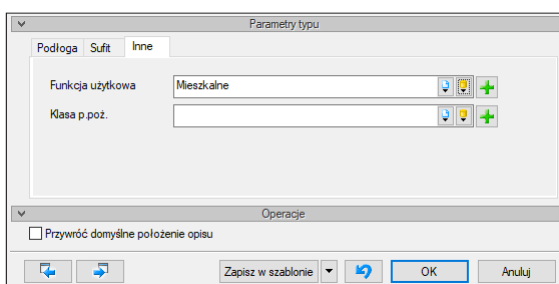 Parametry typu
Podłoga Sufit Inne
Funkcja użytkowa Mieszkalne
Klasa p.poż.
Operacje
Przywróć domyślne położenie opisu
Zapisz w szablonie OK Anuluj